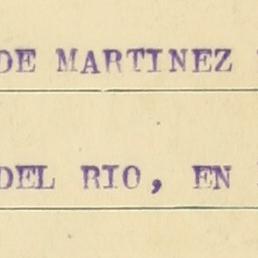 DE MARTINEZ
DEL RIO, EN